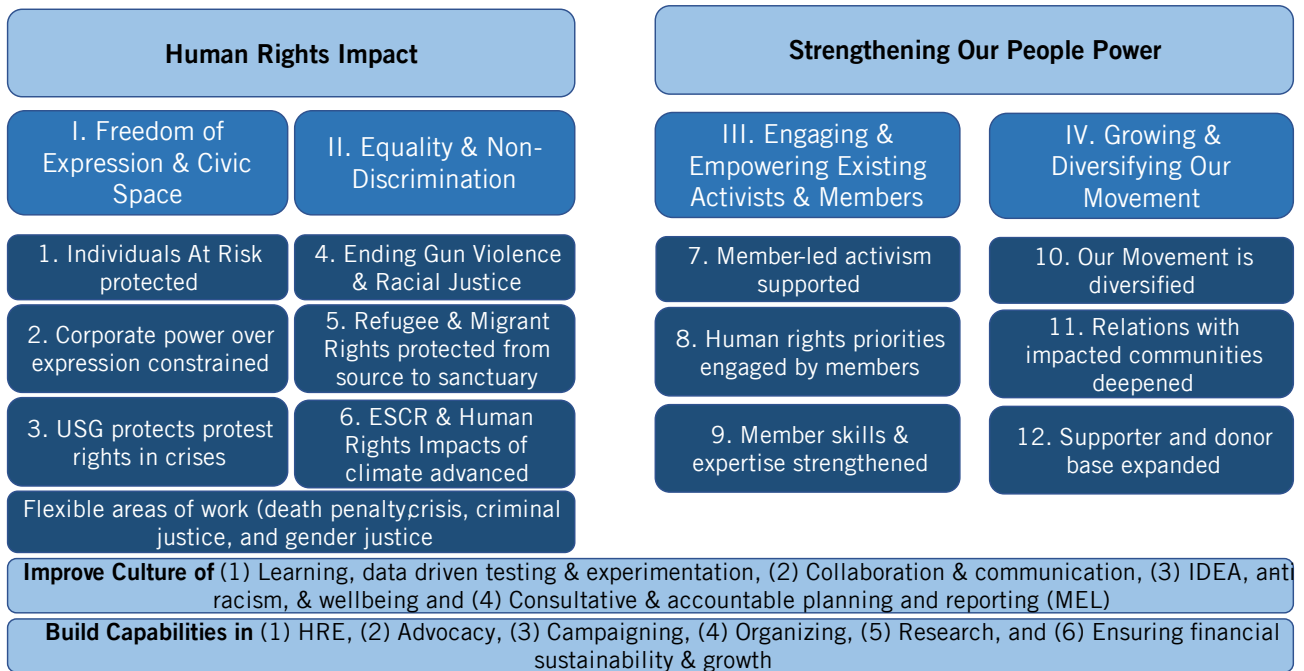 Human Rights Impact
Strengthening Our People Power
I. Freedom of
Expression & Civic
Space
II. Equality & Non-
Discrimination
III. Engaging &
Empowering Existing
Activists & Members
IV. Growing &
Diversifying Our
Movement
1. Individuals At Risk
protected
2. Corporate power over
expression constrained
3. USG protects protest
rights in crises
4. Ending Gun Violence
& Racial Justice
5. Refugee & Migrant
Rights protected from
source to sanctuary
6. ESCR & Human
Rights Impacts of
climate advanced
Flexible areas of work (death penalty,crisis, criminal
justice, and gender justice
7. Member-led activism
supported
8. Human rights priorities
engaged by members
9. Member skills &
expertise strengthened
10. Our Movement is
diversified
11. Relations with
impacted communities
deepened
12. Supporter and donor
base expanded
Improve Culture of (1) Learning, data driven testing & experimentation, (2) Collaboration & communication, (3) IDEA, anti-
racism, & wellbeing and (4) Consultative & accountable planning and reporting (MEL)
Build Capabilities in (1) HRE, (2) Advocacy, (3) Campaigning, (4) Organizing, (5) Research, and (6) Ensuring financial
sustainability & growth